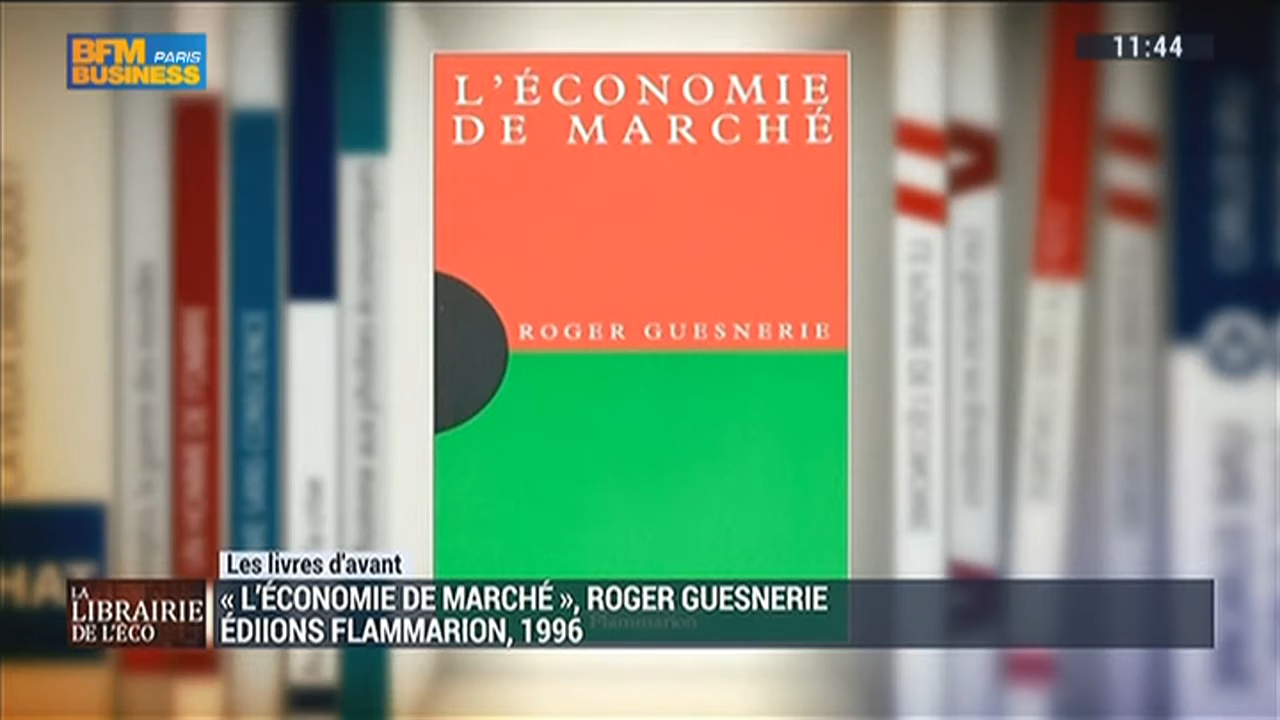 BFM PARIS
BUSINESS
11:44
L'ÉCONOMIE
DE MARCHÉ
ROGER GUESNERIE
Flammarion
Les livres d'avant
LA
LIBRAIRIE
DE L'ÉCO
« L'ÉCONOMIE DE MARCHÉ », ROGER GUESNERIE
ÉDIIONS FLAMMARION, 1996